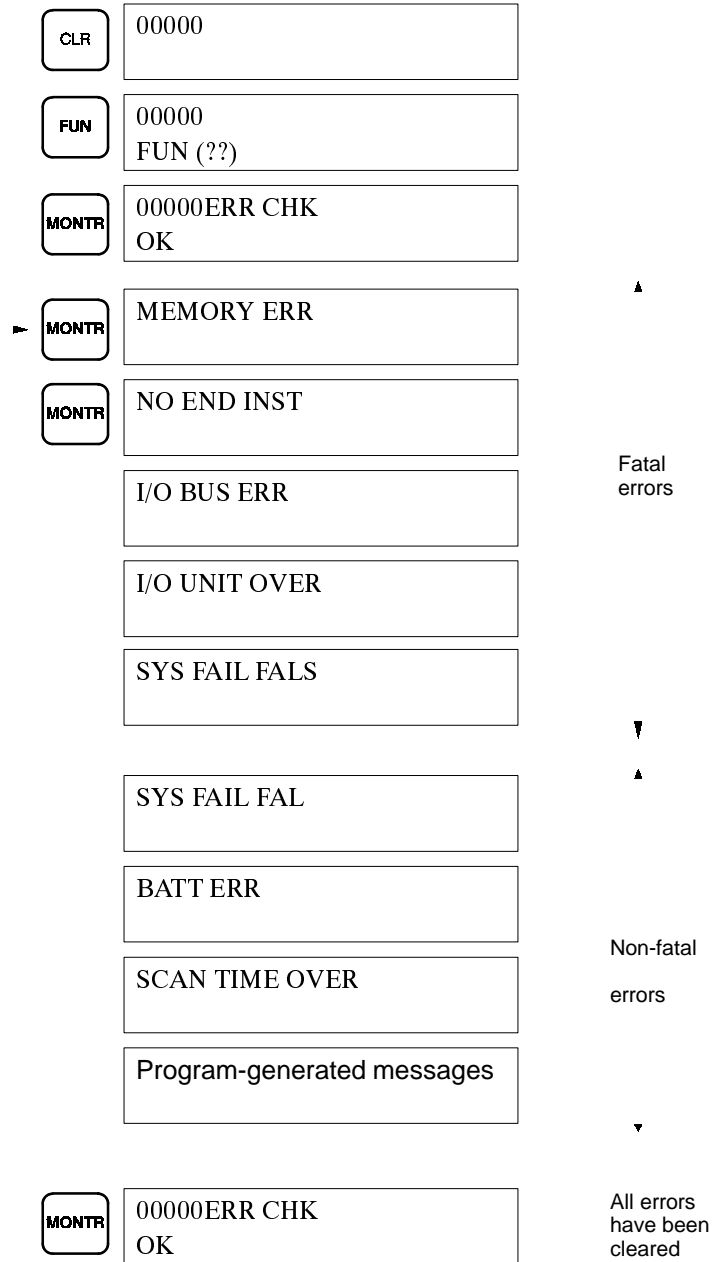 CLR
00000
FUN
00000
FUN (??)
MONTR
00000ERR CHK
OK
MONTR
MEMORY ERR
MONTR
NO END INST
I/O BUS ERR
Fatal
errors
I/O UNIT OVER
SYS FAIL FALS
SYS FAIL FAL
BATT ERR
SCAN TIME OVER
Non-fatal
errors
Program-generated messages
MONTR
00000ERR CHK
OK
All errors
have been
cleared